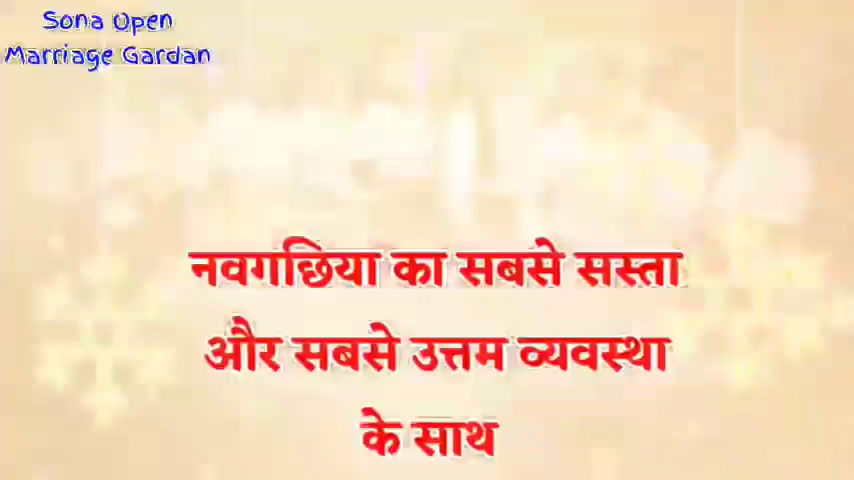 Sona Open
Marriage Gardan
नवगछिया का सबसे सस्ता
और सबसे उत्तम व्यवस्था
के साथ